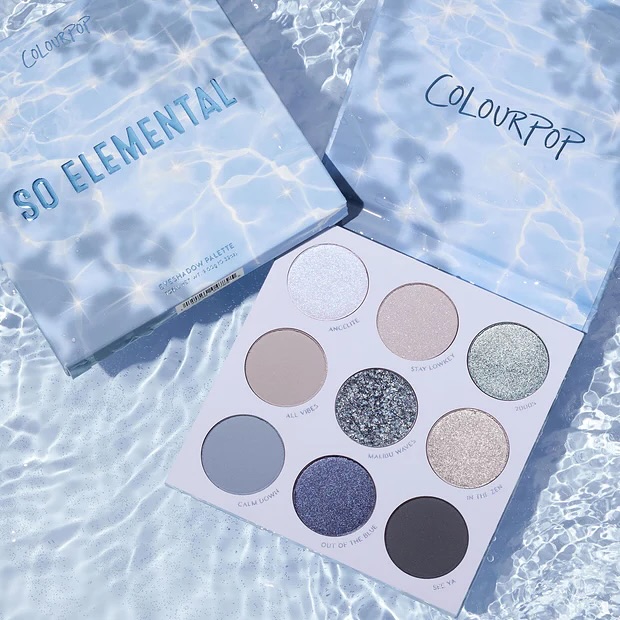 COLOURPOP
SO ELEMENTAL
EYESHADOW PALETTE
COLOURPOP
ANGELITE
STAY LOWKEY
ALL VIBES
MALIBU WAVES
CALM DOWN
IN THE ZEN
OUT OF THE BLUE
SEC YA